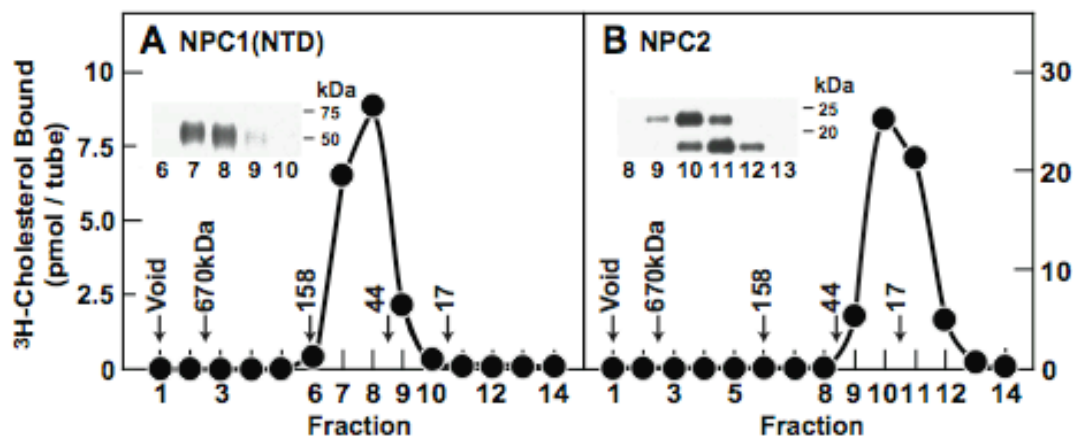 A NPC1(NTD)
B NPC2
3H-Cholesterol Bound
(pmol / tube)
10
7.5
5.0
2.5
0
kDa
75
50
6 7 8 9 10
Void
670kDa
158
44
17
1 3 6 7 8 9 10 12 14
Fraction
kDa
25
20
8 9 10 11 12 13
Void
670kDa
158
44
17
30
20
10
0
1 3 5 8 9 10 11 12 14
Fraction